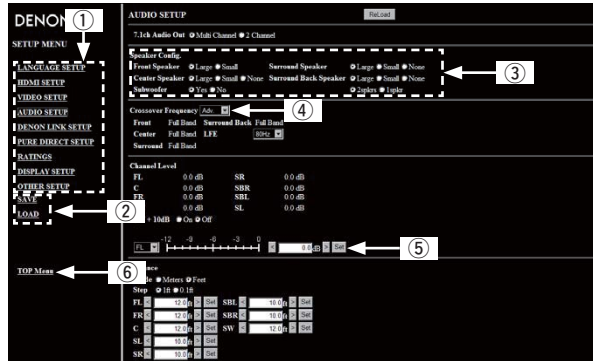 DENON
AUDIO SETUP
ReLoad
7.1ch Audio Out Multi Channel 2 Channel
SETUP MENU
LANGUAGE SETUP
HDMI SETUP
VIDEO SETUP
AUDIO SETUP
DENON LINK SETUP
PURE DIRECT SETUP
RATINGS
DISPLAY SETUP
OTHER SETUP
SAVE
LOAD
TOP Menu
Speaker Config.
Front Speaker Large Small Surround Speaker Large Small None
Center Speaker Large Small None Surround Back Speaker Large Small None
Subwoofer Yes No 2spkrs 1spkr
Crossover Frequency Adv.
Front Full Band Surround Back Full Band
Center Full Band LFE 80Hz
Surround Full Band
Channel Level
FL 0.0 dB SR 0.0 dB
C 0.0 dB SBR 0.0 dB
FR 0.0 dB SBL 0.0 dB
0.0 dB SL 0.0 dB
+ 10dB On Off
-12 -9 -6 -3 0
FL < 0.0 dB > Set
Meters Feet
Step 1ft 0.1ft
FL < 12.0 ft > Set SBL < 10.0 ft > Set
FR < 12.0 ft > Set SBR < 10.0 ft > Set
C < 12.0 ft > Set SW < 12.0 ft > Set
SL < 10.0 ft > Set
SR < 10.0 ft > Set
①
②
③
④
⑤
⑥